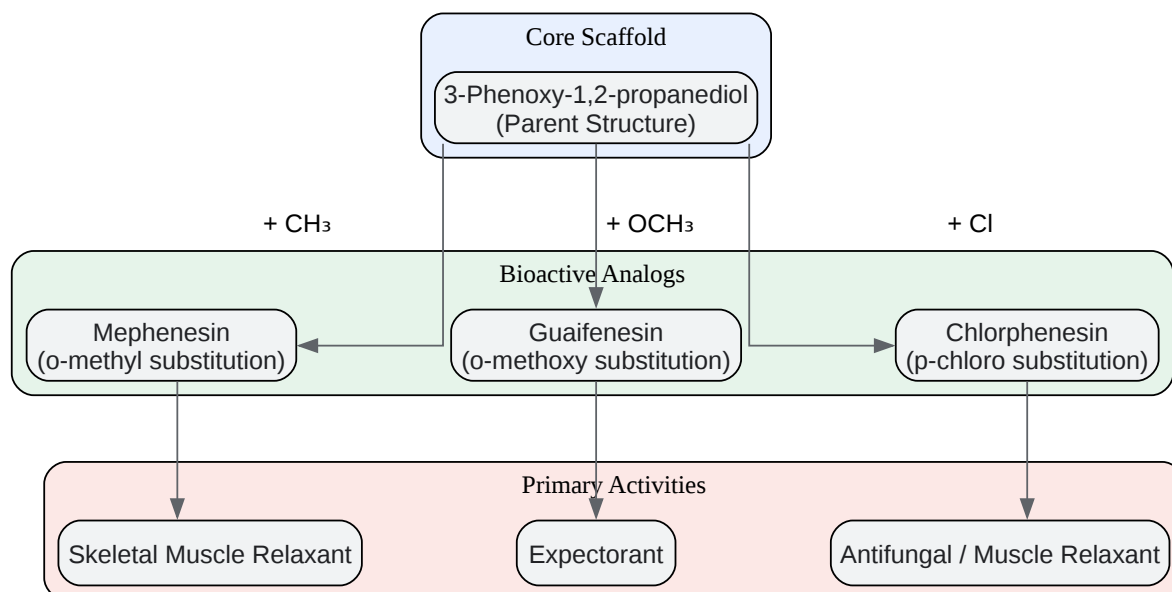 Core Scaffold
3-Phenoxy-1,2-propanediol
(Parent Structure)
+ CH₃
+ OCH₃
+ Cl
Bioactive Analogs
Mephenesin
(o-methyl substitution)
Guaifenesin
(o-methoxy substitution)
Chlorphenesin
(p-chloro substitution)
Primary Activities
Skeletal Muscle Relaxant
Expectorant
Antifungal / Muscle Relaxant